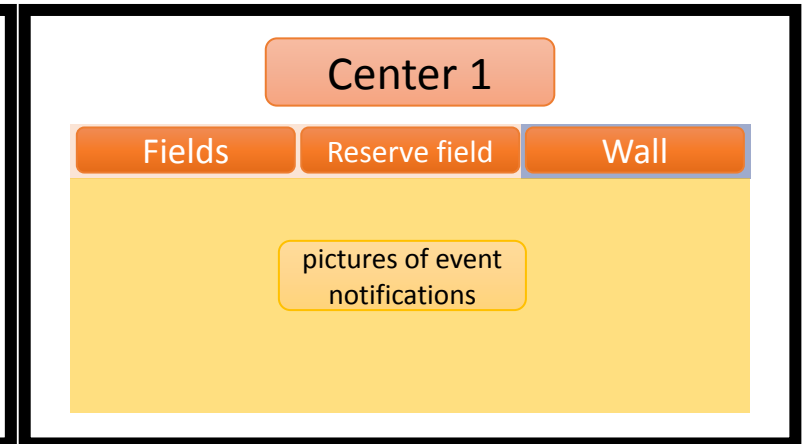 Center 1
Fields
Reserve field
Wall
pictures of event
notifications